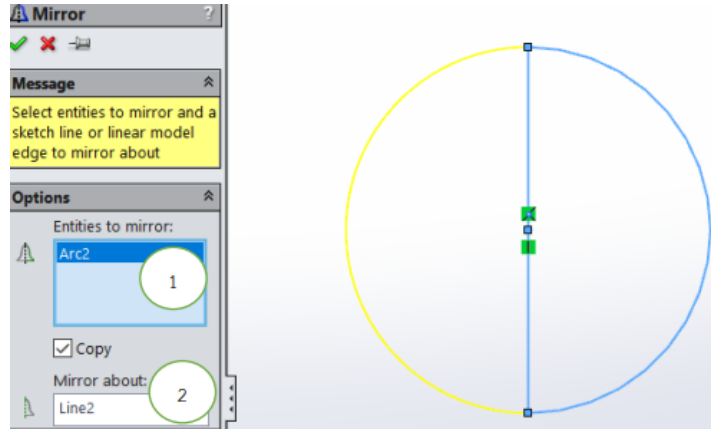 Mirror ?
Message
Select entities to mirror and a
sketch line or linear model
edge to mirror about
Options
Entities to mirror:
Arc2
1
Copy
Mirror about:
2
Line2